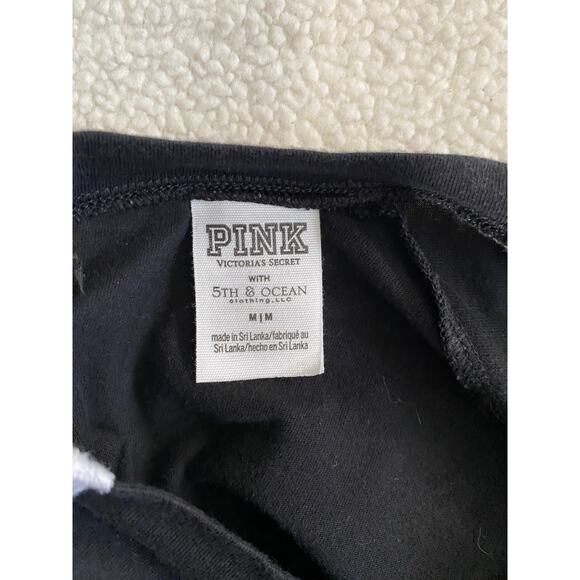 PINK
VICTORIA'S SECRET
WITH
5TH & OCEAN
clothing, LLC
M|M
made in Sri Lanka/fabriqué au
Sri Lanka/hecho en Sri Lanka